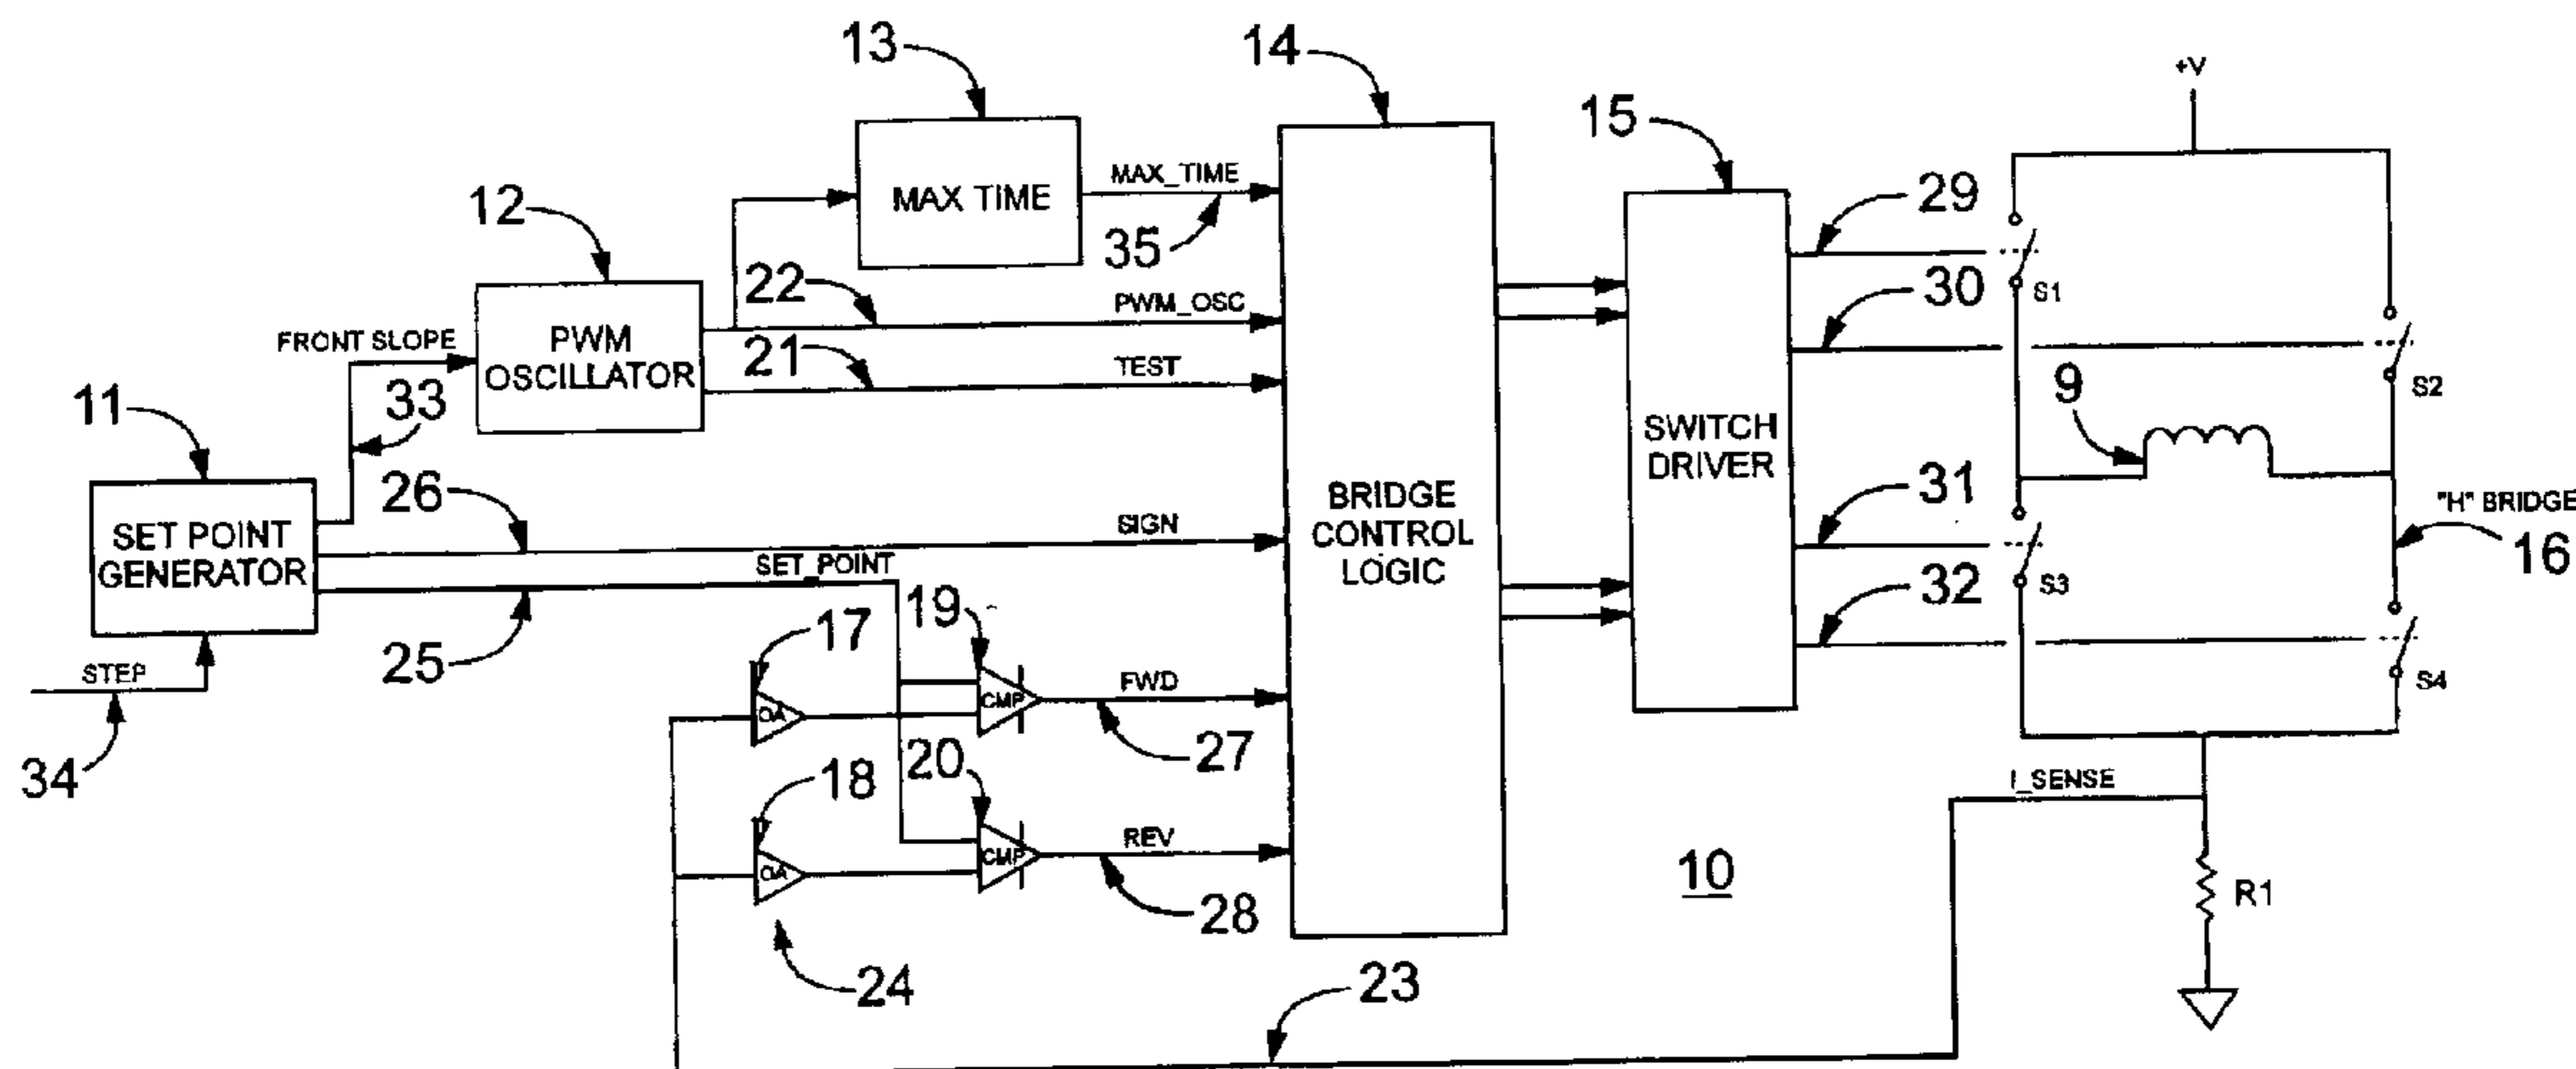 13
14
+V
15
MAX TIME
MAX_TIME
29
12
35
22
PWM_OSC
S1
30
FRONT SLOPE
PWM
OSCILLATOR
21
TEST
9
S2
11
33
SWITCH
DRIVER
26
31
"H" BRIDGE
SET POINT
GENERATOR
SIGN
BRIDGE
CONTROL
LOGIC
16
SET_POINT
S3
25
19
32
17
STEP
CMP
FWD
S4
OA
34
27
20
18
I_SENSE
REV
CMP
OA
10
R1
28
24
23